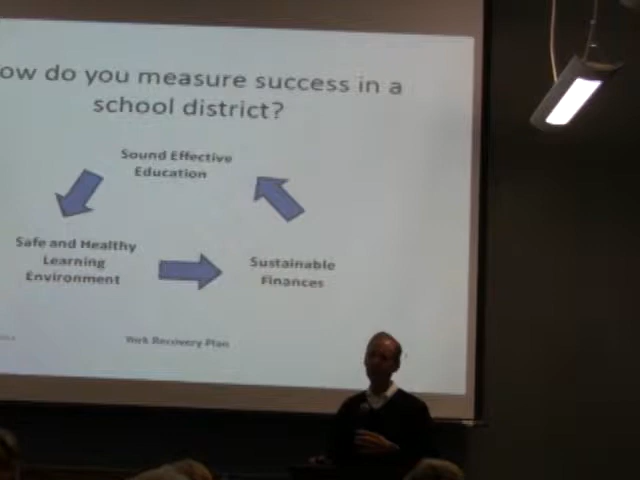 ow do you measure success in a
school district?
Sound Effective
Education
Safe and Healthy
Learning
Environment
Sustainable
Finances
York Recovery Plan